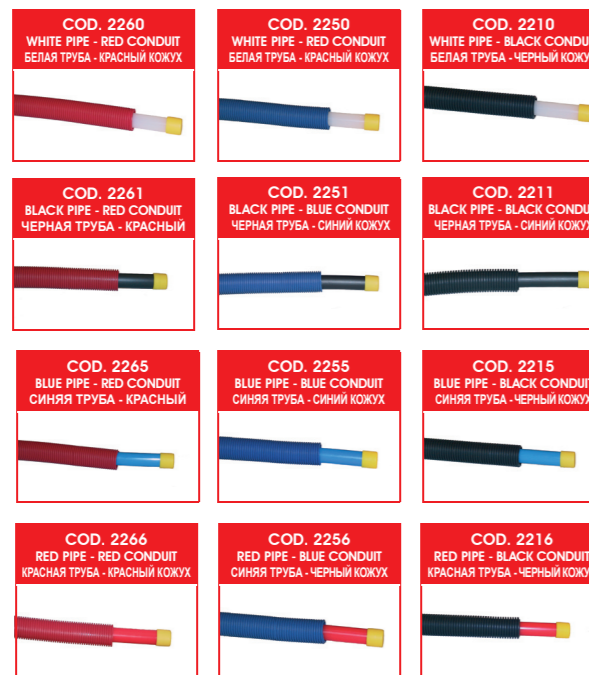 COD. 2260
WHITE PIPE - RED CONDUIT
БЕЛАЯ ТРУБА - КРАСНЫЙ КОЖУХ
COD. 2250
WHITE PIPE - RED CONDUIT
БЕЛАЯ ТРУБА - КРАСНЫЙ КОЖУХ
COD. 2210
WHITE PIPE - BLACK CONDU
БЕЛАЯ ТРУБА - ЧЕРНЫЙ КОЖУ
COD. 2261
BLACK PIPE - RED CONDUIT
ЧЕРНАЯ ТРУБА - КРАСНЫЙ
COD. 2251
BLACK PIPE - BLUE CONDUIT
ЧЕРНАЯ ТРУБА - СИНИЙ КОЖУХ
COD. 2211
BLACK PIPE - BLACK CONDU
ЧЕРНАЯ ТРУБА - СИНИЙ КОЖУХ
COD. 2265
BLUE PIPE - RED CONDUIT
СИНЯЯ ТРУБА - КРАСНЫЙ
COD. 2255
BLUE PIPE - BLUE CONDUIT
СИНЯЯ ТРУБА - СИНИЙ КОЖУХ
COD. 2215
BLUE PIPE - BLACK CONDUIT
СИНЯЯ ТРУБА - ЧЕРНЫЙ КОЖУХ
COD. 2266
RED PIPE - RED CONDUIT
КРАСНАЯ ТРУБА - КРАСНЫЙ КОЖУХ
COD. 2256
RED PIPE - BLUE CONDUIT
СИНЯЯ ТРУБА - ЧЕРНЫЙ КОЖУХ
COD. 2216
RED PIPE - BLACK CONDUIT
КРАСНАЯ ТРУБА - ЧЕРНЫЙ КОЖУ